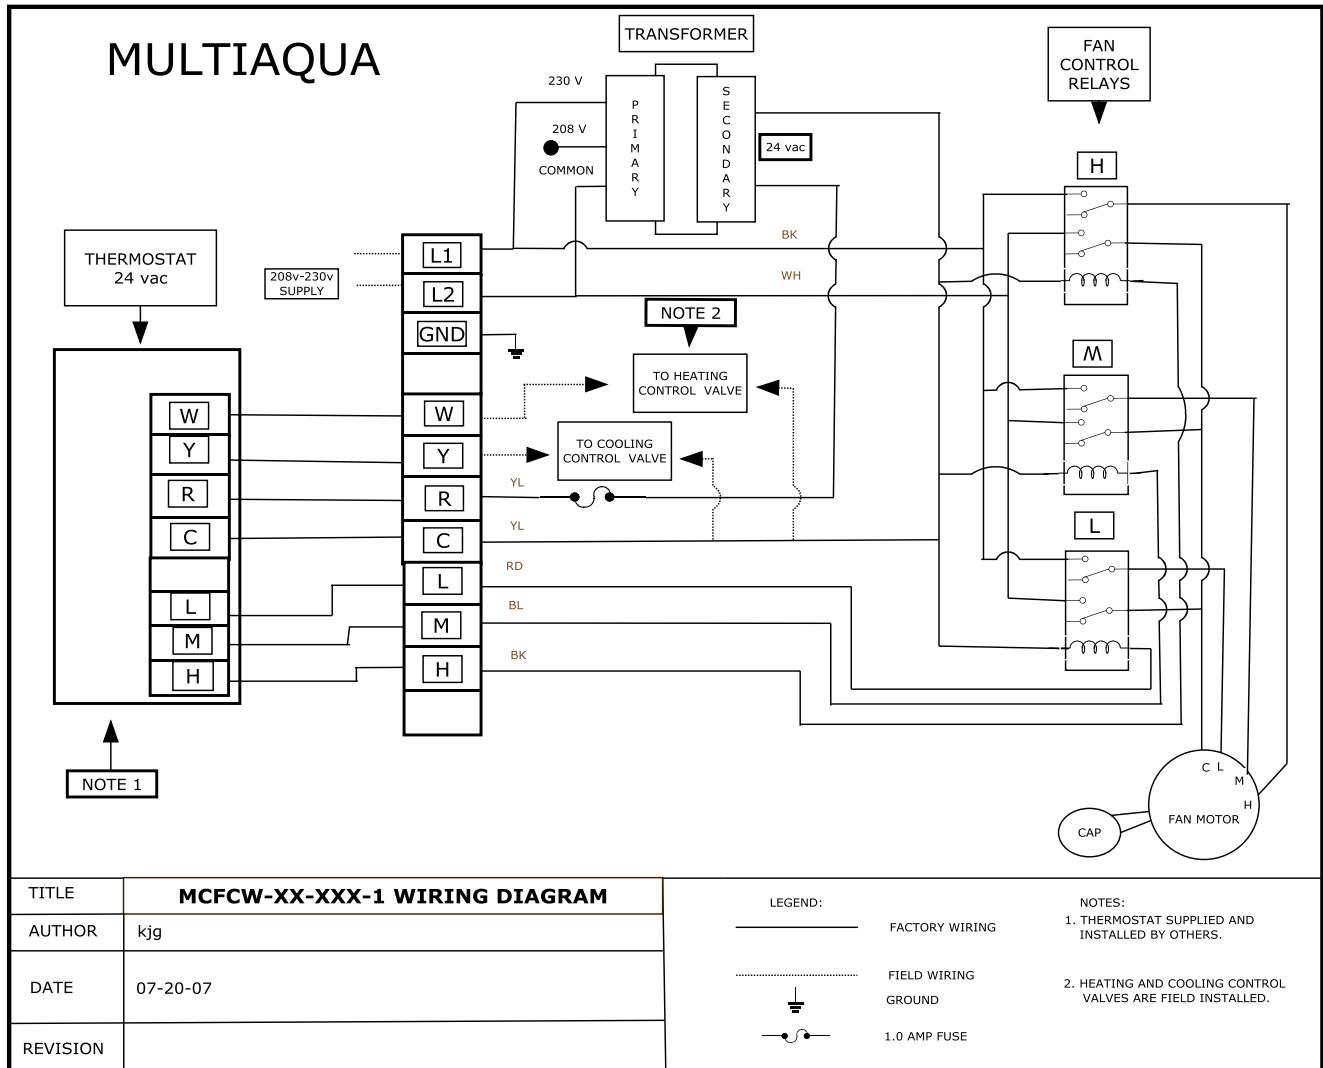 MULTIAQUA
TRANSFORMER
FAN
CONTROL
RELAYS
230 V
208 V
COMMON
PRIMARY
SECONDARY
24 vac
H
THERMOSTAT
24 vac
208v-230v
SUPPLY
L1
L2
GND
BK
WH
NOTE 2
TO HEATING
CONTROL VALVE
TO COOLING
CONTROL VALVE
M
L
W
Y
R
C
L
M
H
W
Y
R
C
L
M
H
YL
YL
RD
BL
BK
NOTE 1
C L
M
H
FAN MOTOR
CAP
TITLE
MCFCW-XX-XXX-1 WIRING DIAGRAM
AUTHOR
kjg
DATE
07-20-07
REVISION
LEGEND:
FACTORY WIRING
FIELD WIRING
GROUND
1.0 AMP FUSE
NOTES:
1. THERMOSTAT SUPPLIED AND
INSTALLED BY OTHERS.
2. HEATING AND COOLING CONTROL
VALVES ARE FIELD INSTALLED.